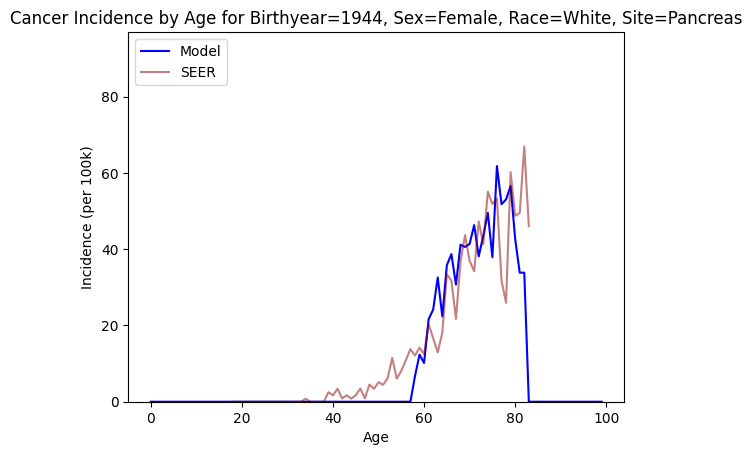 Cancer Incidence by Age for Birthyear=1944, Sex=Female, Race=White, Site=Pancreas
Model
SEER
80
60
40
20
0
Incidence (per 100k)
0 20 40 60 80 100
Age